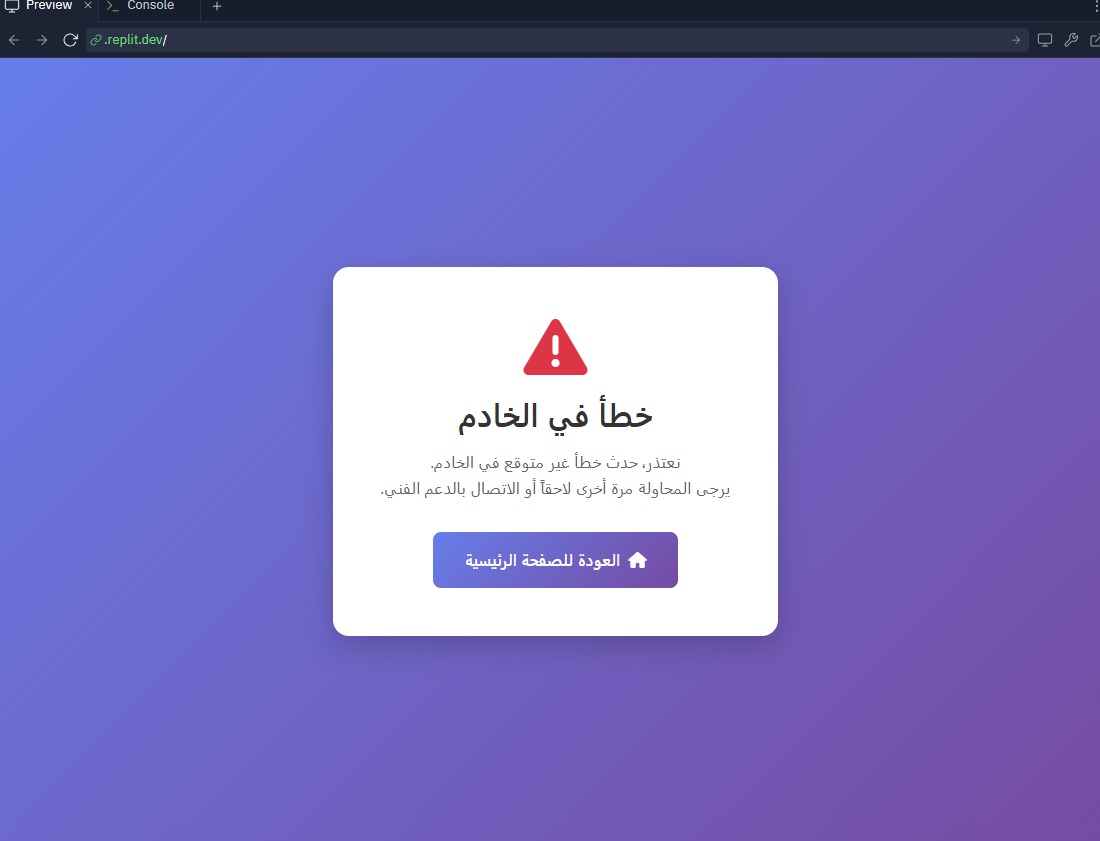 Preview
Console
.replit.dev/
خطأ في الخادم
نعتذر، حدث خطأ غير متوقع في الخادم.
يرجى المحاولة مرة أخرى لاحقاً أو الاتصال بالدعم الفني.
العودة للصفحة الرئيسية